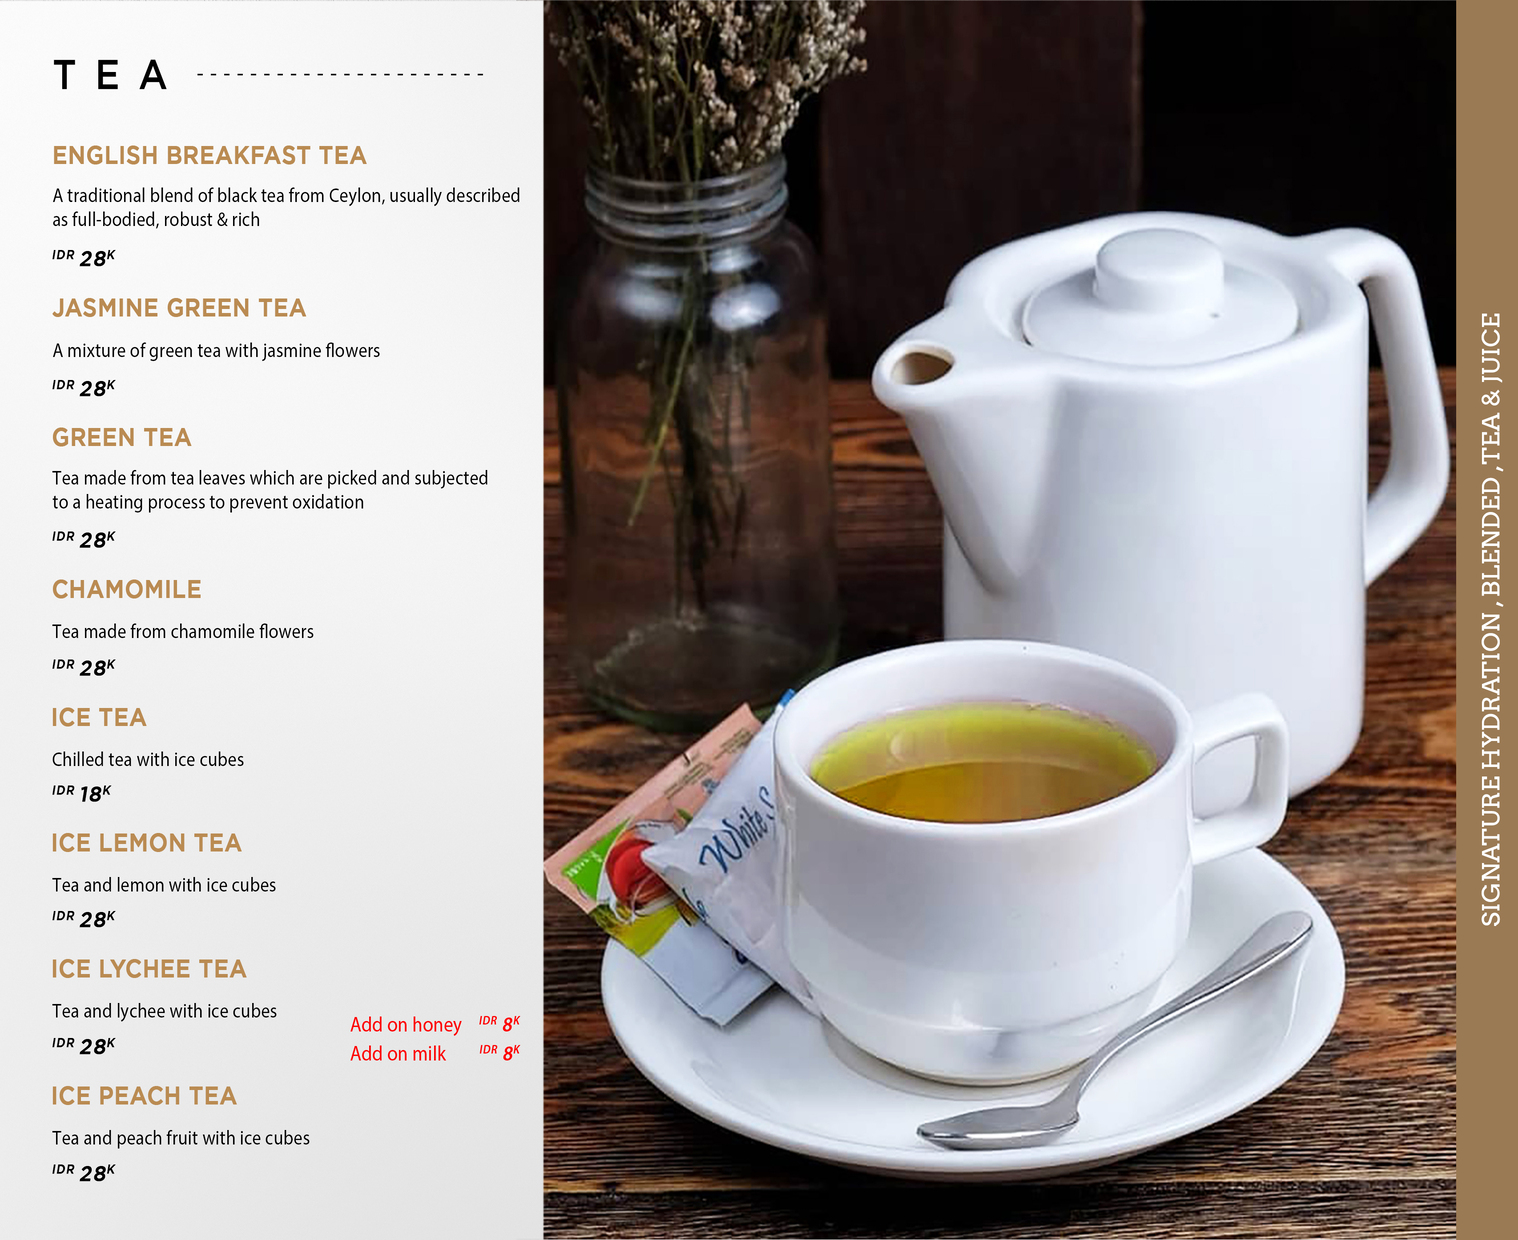 TEA
ENGLISH BREAKFAST TEA
A traditional blend of black tea from Ceylon, usually described
as full-bodied, robust & rich
IDR 28K
JASMINE GREEN TEA
A mixture of green tea with jasmine flowers
IDR 28K
GREEN TEA
Tea made from tea leaves which are picked and subjected
to a heating process to prevent oxidation
IDR 28K
CHAMOMILE
Tea made from chamomile flowers
IDR 28K
ICE TEA
Chilled tea with ice cubes
IDR 18K
ICE LEMON TEA
Tea and lemon with ice cubes
IDR 28K
ICE LYCHEE TEA
Tea and lychee with ice cubes
IDR 28K
Add on honey IDR 8K
Add on milk IDR 8K
ICE PEACH TEA
Tea and peach fruit with ice cubes
IDR 28K
White
SIGNATURE HYDRATION , BLENDED ,TEA & JUICE